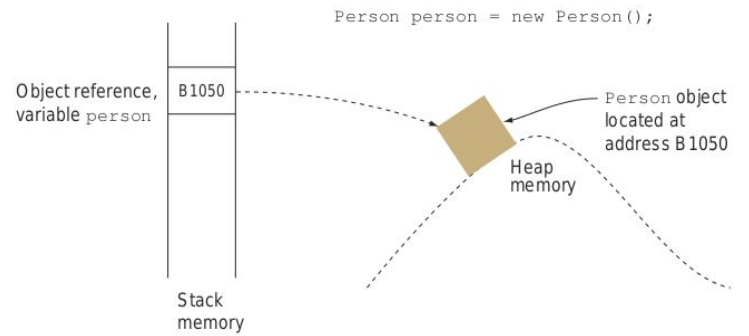 Person person = new Person();
Object reference,
variable person
B1050
Person object
located at
address B1050
Heap
memory
Stack
memory